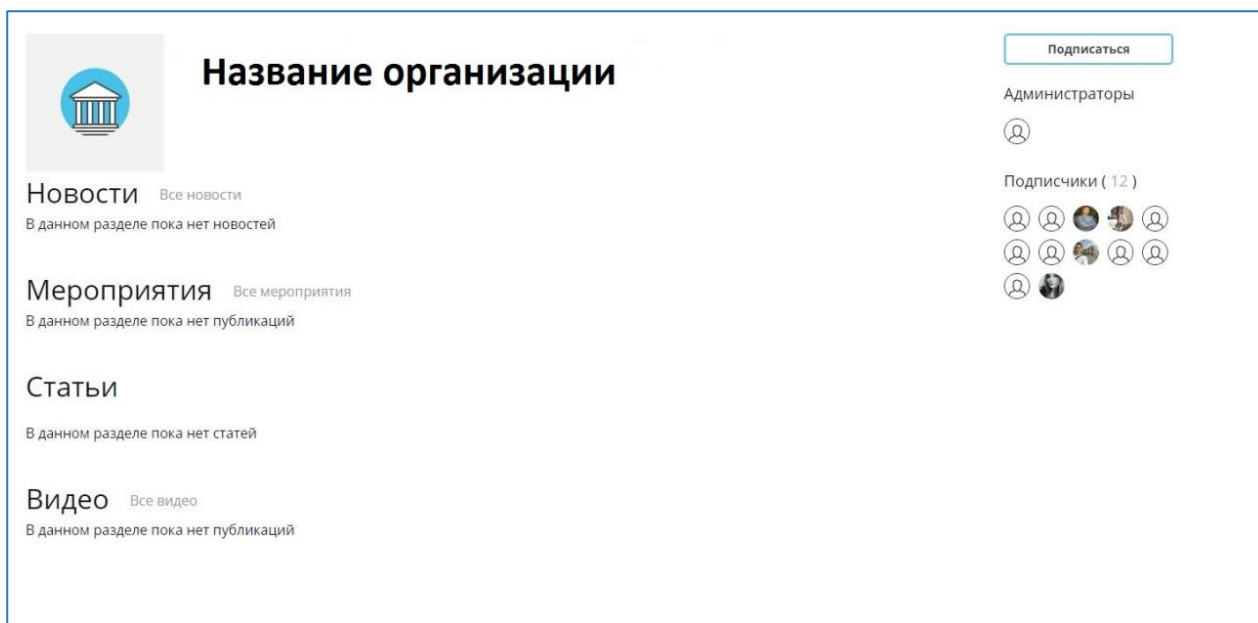 Название организации
Новости Все новости
В данном разделе пока нет новостей
Мероприятия Все мероприятия
В данном разделе пока нет публикаций
Статьи
В данном разделе пока нет статей
Видео Все видео
В данном разделе пока нет публикаций
Подписаться
Администраторы
Подписчики ( 12 )